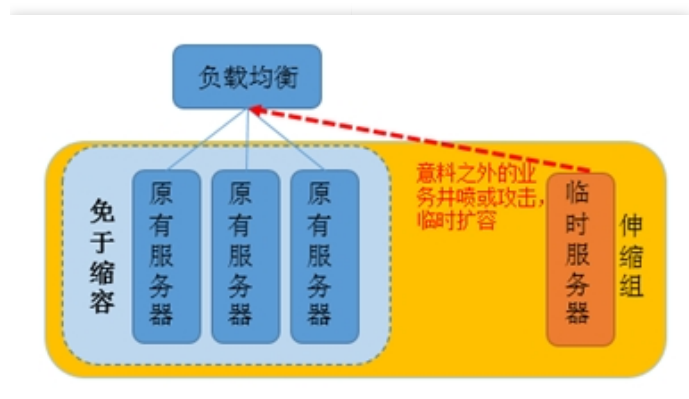 负载均衡
免于缩容
原有服务器
原有服务器
原有服务器
意料之外的业
务井喷或攻击，
临时扩容
临时服务器
伸缩组